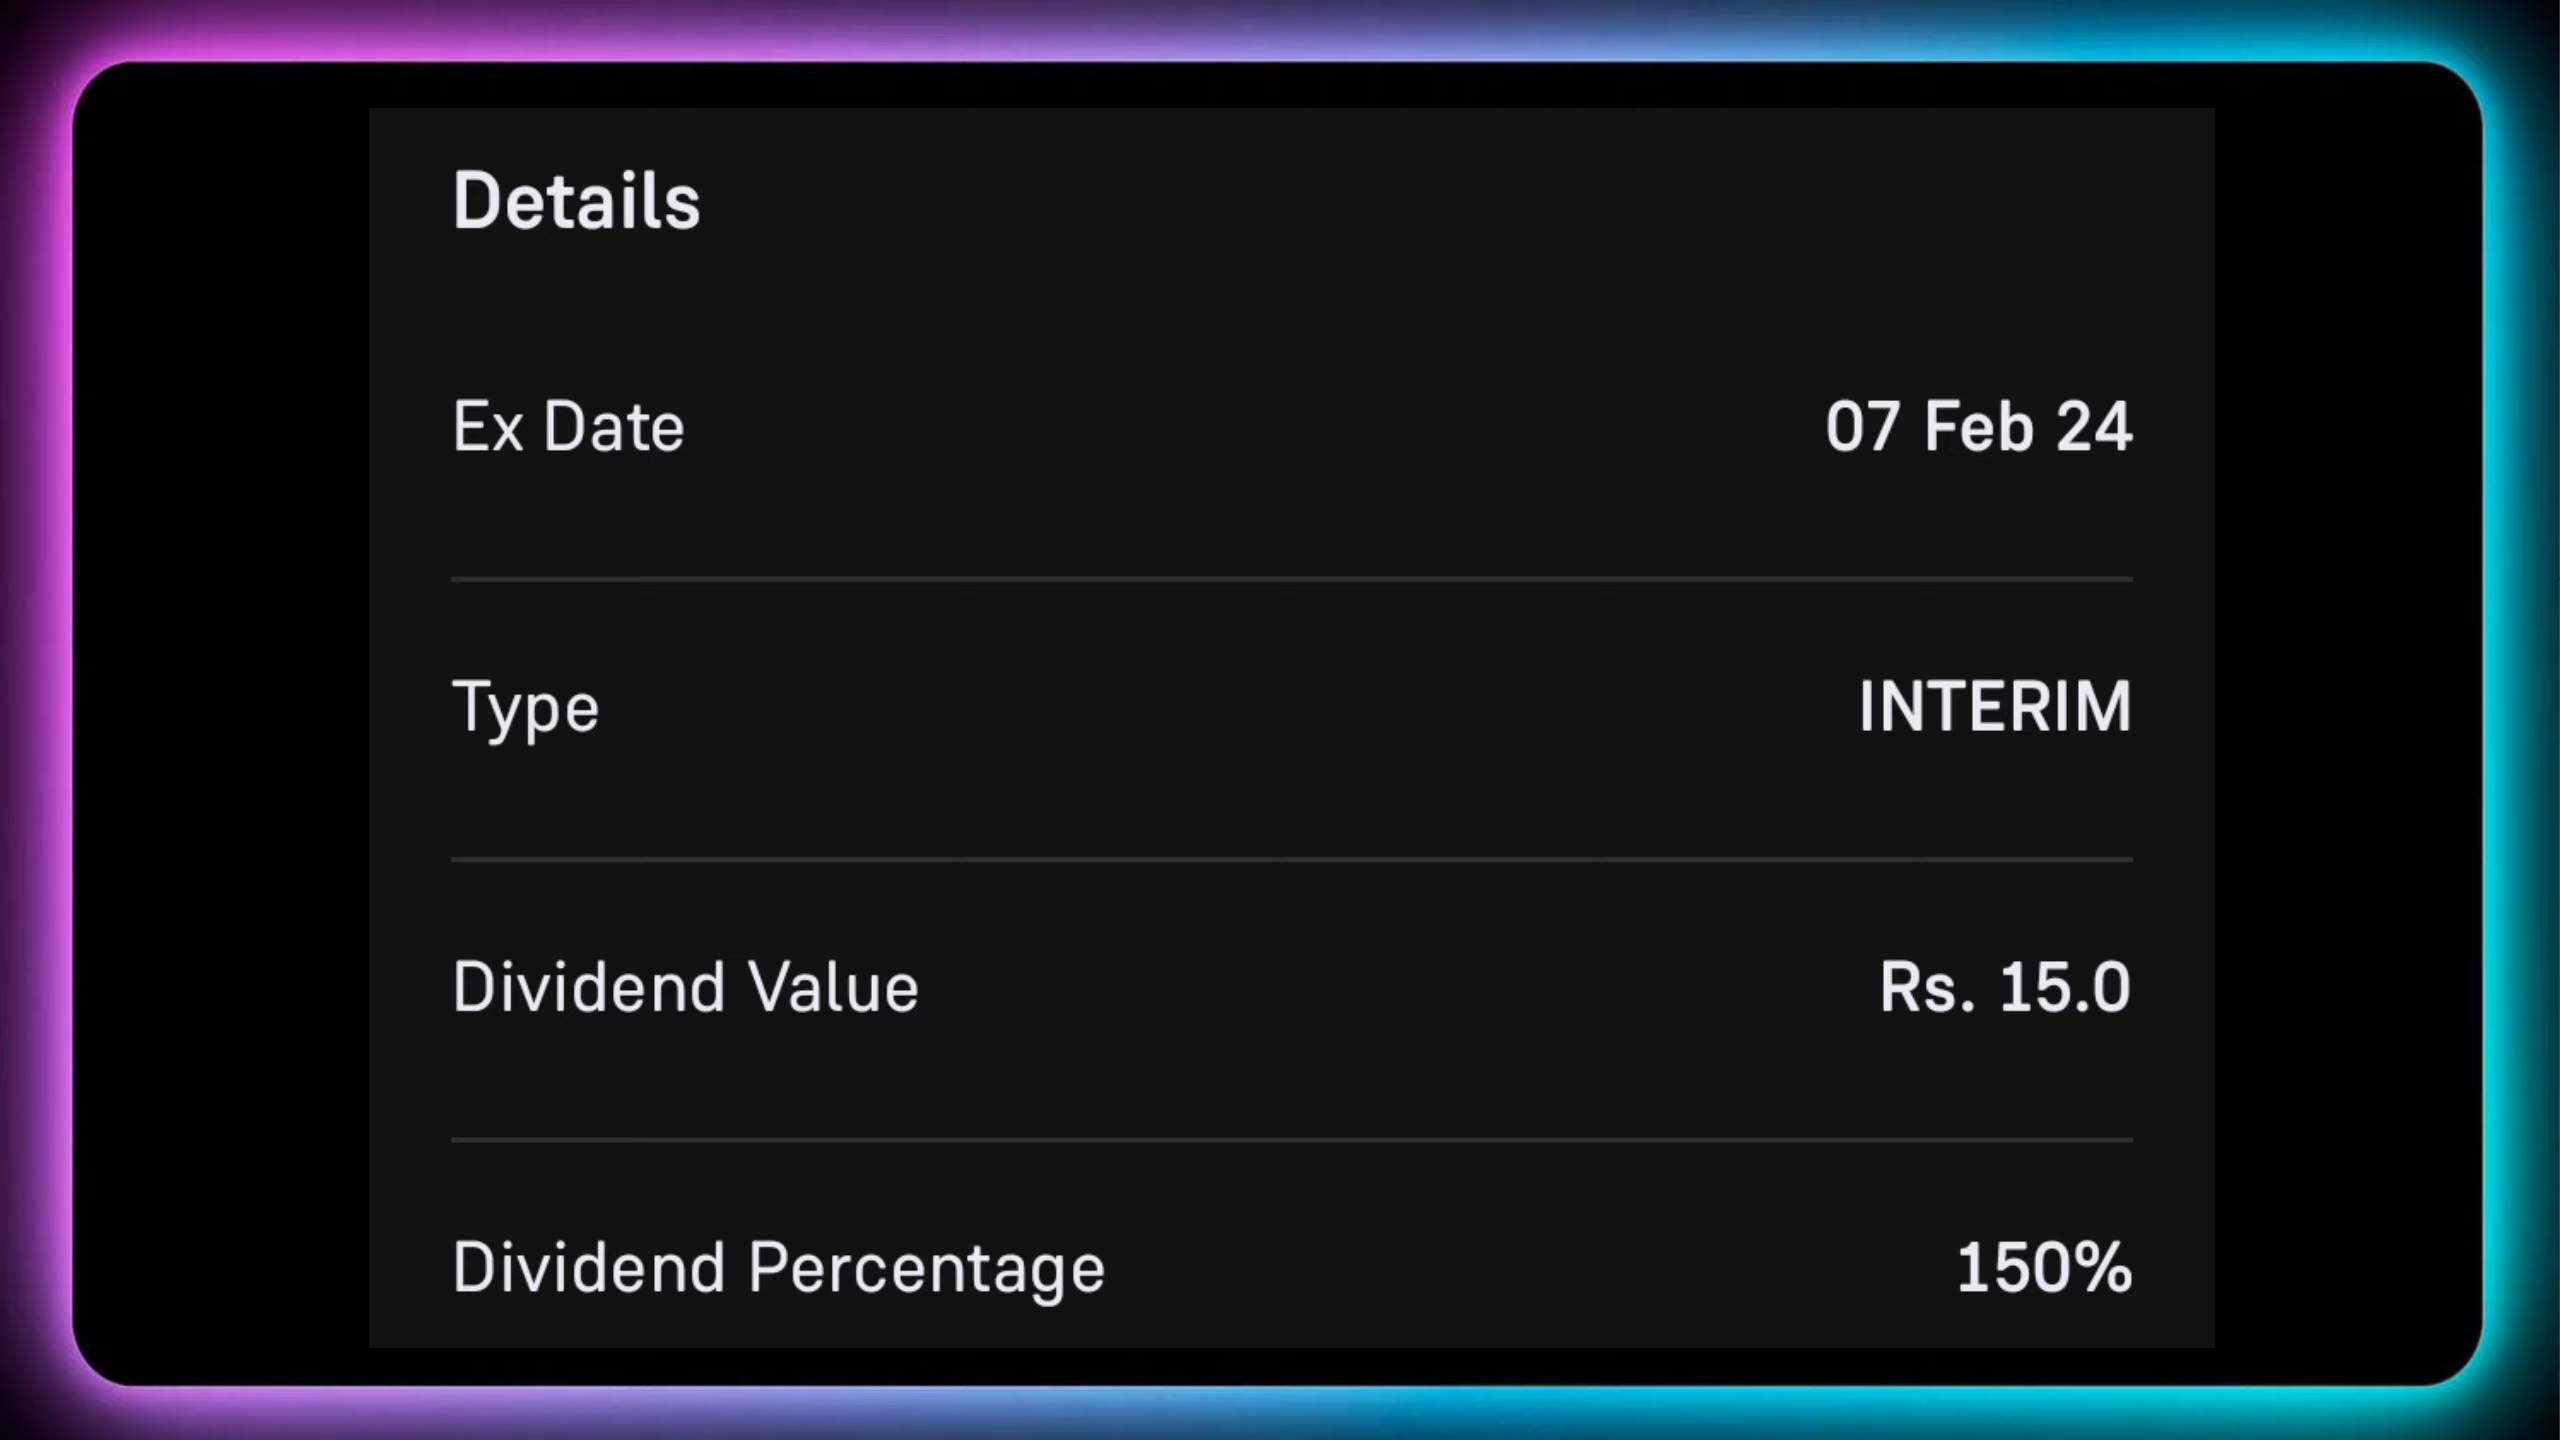 Details
Ex Date 07 Feb 24
Type INTERIM
Dividend Value Rs. 15.0
Dividend Percentage 150%